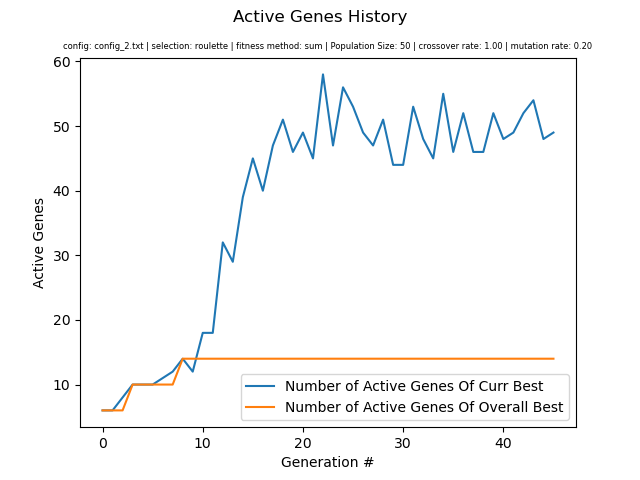 Active Genes History
config: config_2.txt | selection: roulette | fitness method: sum | Population Size: 50 | crossover rate: 1.00 | mutation rate: 0.20
60
50
40
30
20
10
Active Genes
Number of Active Genes Of Curr Best
Number of Active Genes Of Overall Best
0 10 20 30 40
Generation #